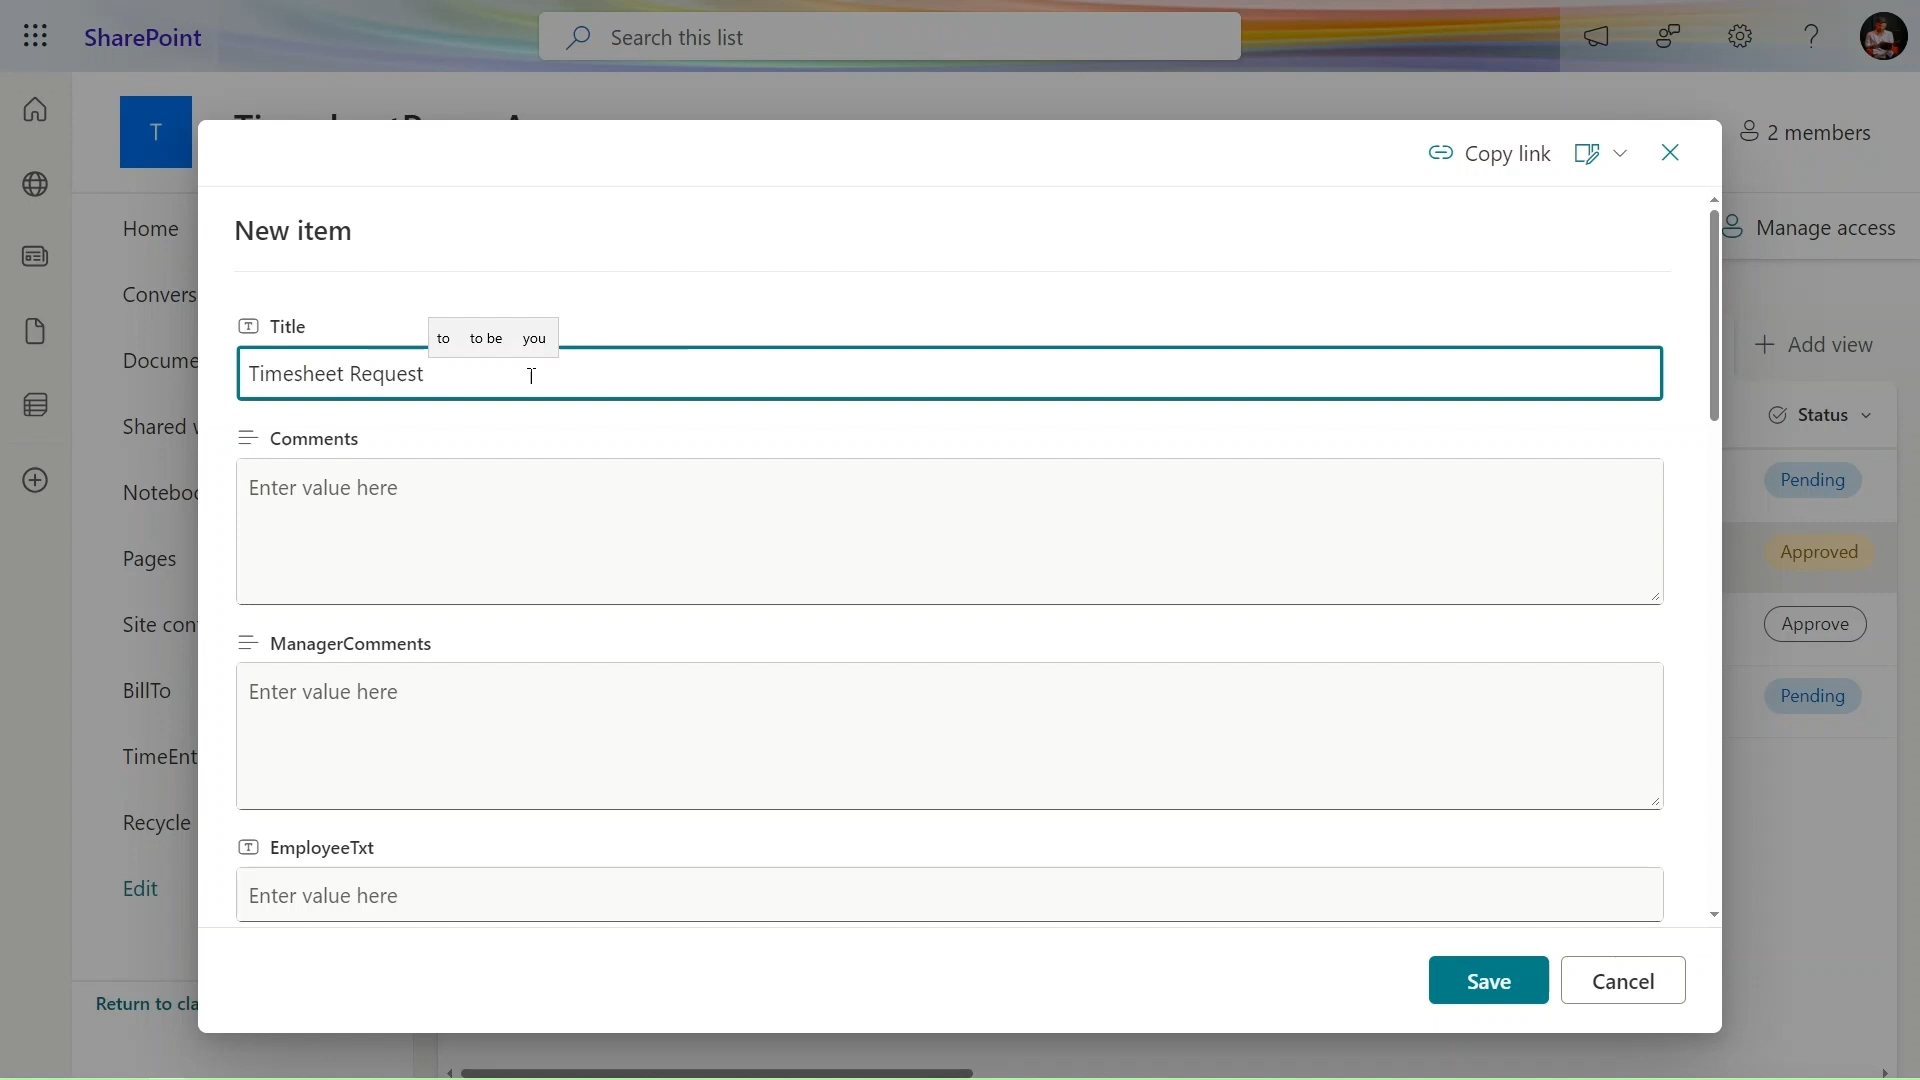 SharePoint
Search this list
T
2 members
Copy link
Home
New item
Manage access
Convers
Title
to to be you
Add view
Docume
Timesheet Request
Status
Shared
Comments
Pending
Enter value here
Noteboo
Approved
Pages
Site con
Approve
ManagerComments
BillTo
Enter value here
Pending
TimeEnt
Recycle
EmployeeTxt
Edit
Enter value here
Return to cla
Save
Cancel